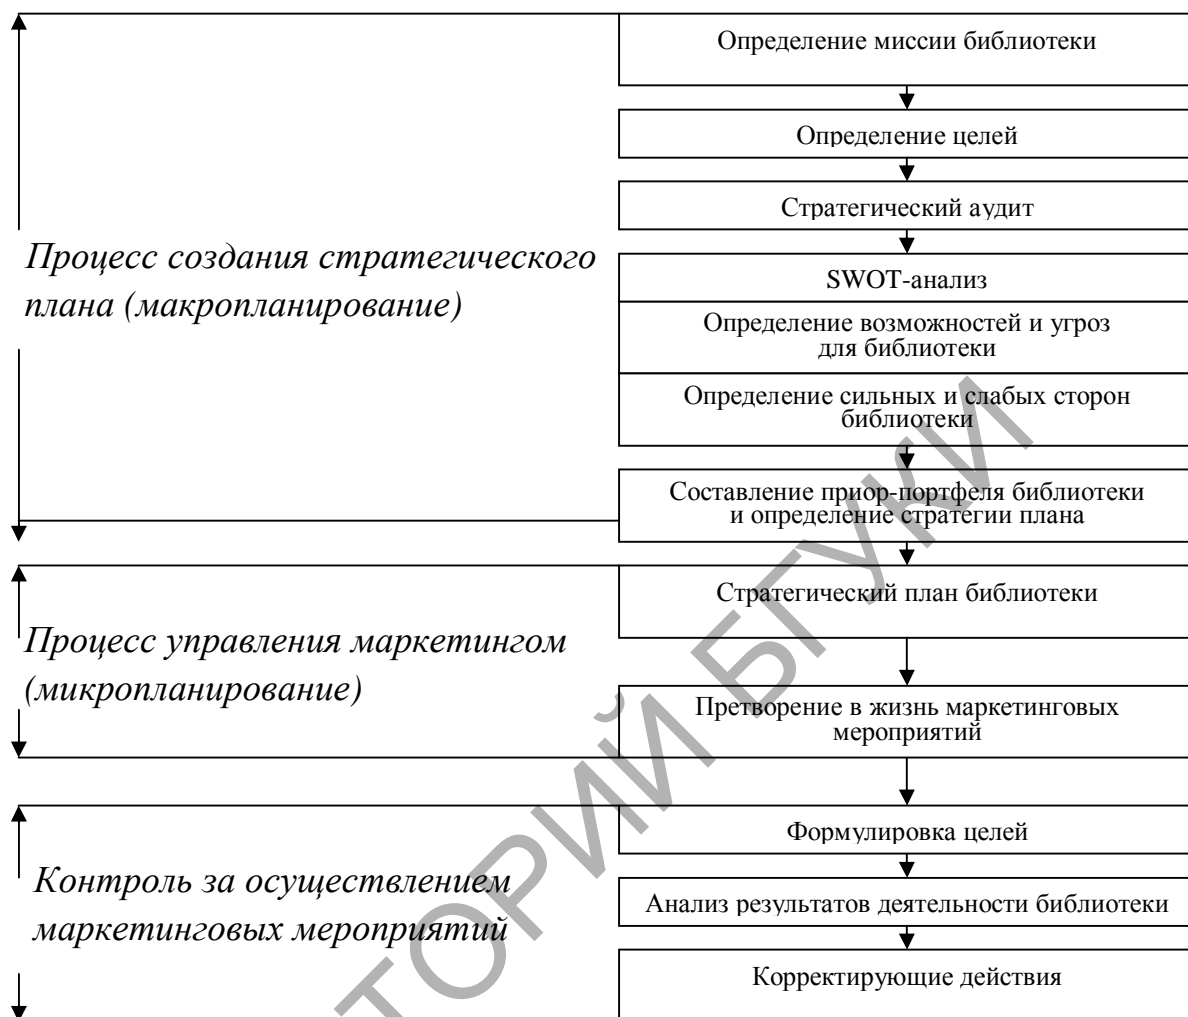 Определение миссии библиотеки
Определение целей
Стратегический аудит
Процесс создания стратегического
плана (макропланирование)
SWOT-анализ
Определение возможностей и угроз
для библиотеки
Определение сильных и слабых сторон
библиотеки
Составление приор-портфеля библиотеки
и определение стратегии плана
Процесс управления маркетингом
(микропланирование)
Стратегический план библиотеки
Претворение в жизнь маркетинговых
мероприятий
Контроль за осуществлением
маркетинговых мероприятий
Формулировка целей
Анализ результатов деятельности библиотеки
Корректирующие действия
ТОРИЙ БГУКИ